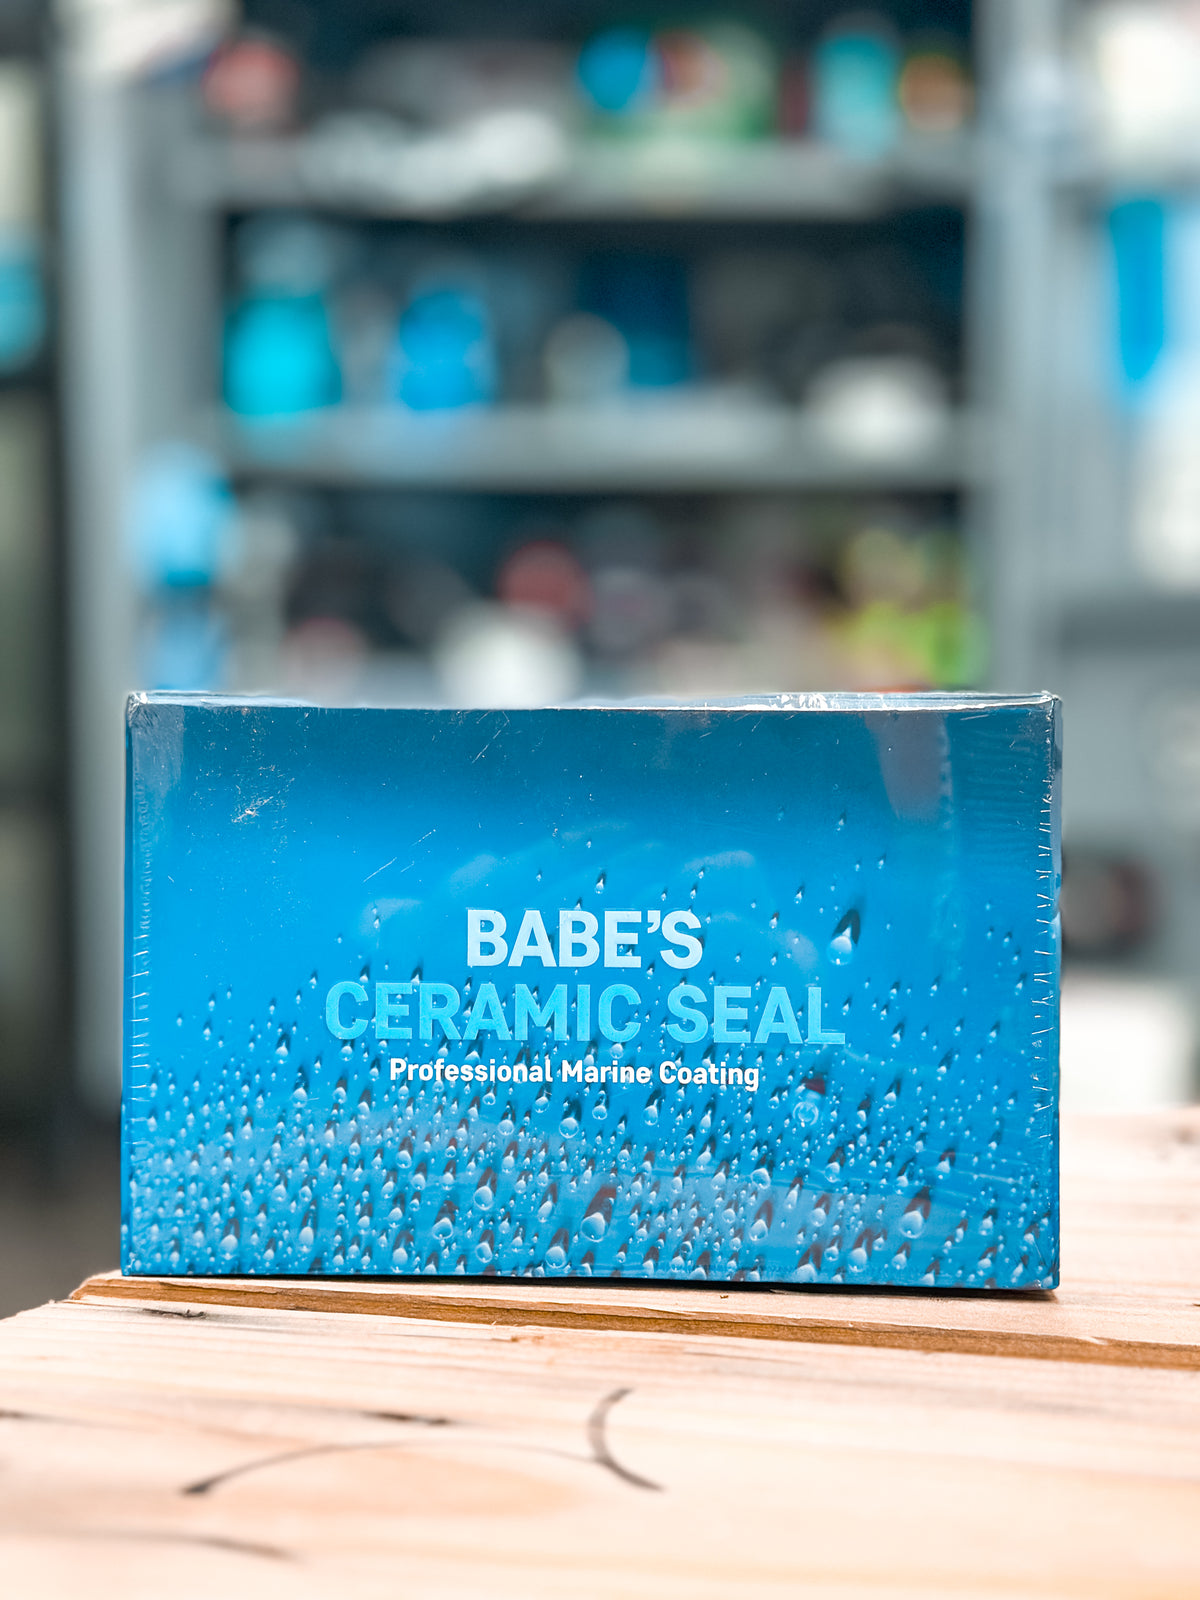 BABE’S
CERAMIC SEAL
Professional Marine Coating